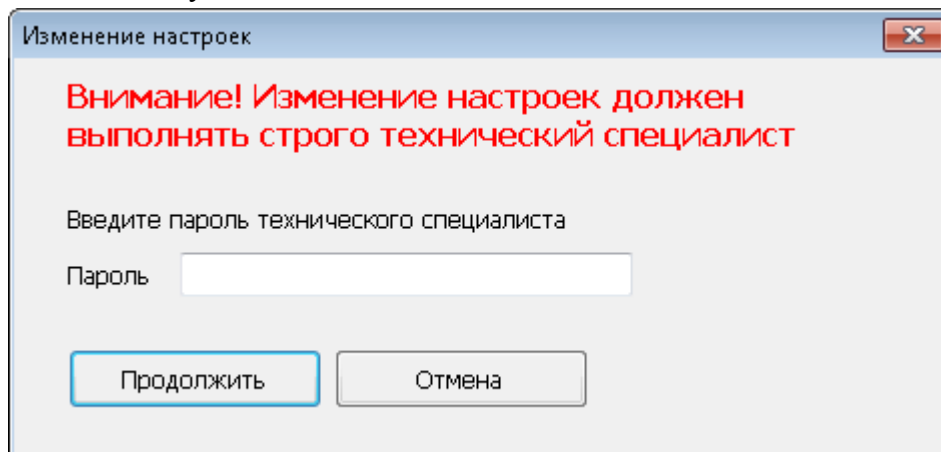 Изменение настроек
Внимание! Изменение настроек должен
выполнять строго технический специалист
Введите пароль технического специалиста
Пароль
Продолжить
Отмена